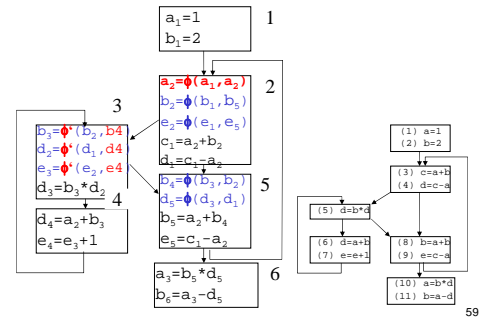 1
a₁=1
b₁=2
2
a₂=ϕ(a₁,a₂)
b₂=ϕ(b₁,b₅)
e₂=ϕ(e₁,e₅)
c₁=a₂+b₂
d₁=c₁-a₂
3
b₃=ϕ‘(b₂,b4)
d₂=ϕ‘(d₁,d4)
e₃=ϕ‘(e₂,e4)
d₃=b₃*d₂
4
d₄=a₂+b₃
e₄=e₃+1
5
b₄=ϕ(b₃,b₂)
d₅=ϕ(d₃,d₁)
b₅=a₂+b₄
e₅=c₁-a₂
6
a₃=b₅*d₅
b₆=a₃-d₅
(1) a=1
(2) b=2
(3) c=a+b
(4) d=c-a
(5) d=b*d
(6) d=a+b
(7) e=e+1
(8) b=a+b
(9) e=c-a
(10) a=b*d
(11) b=a-d
59